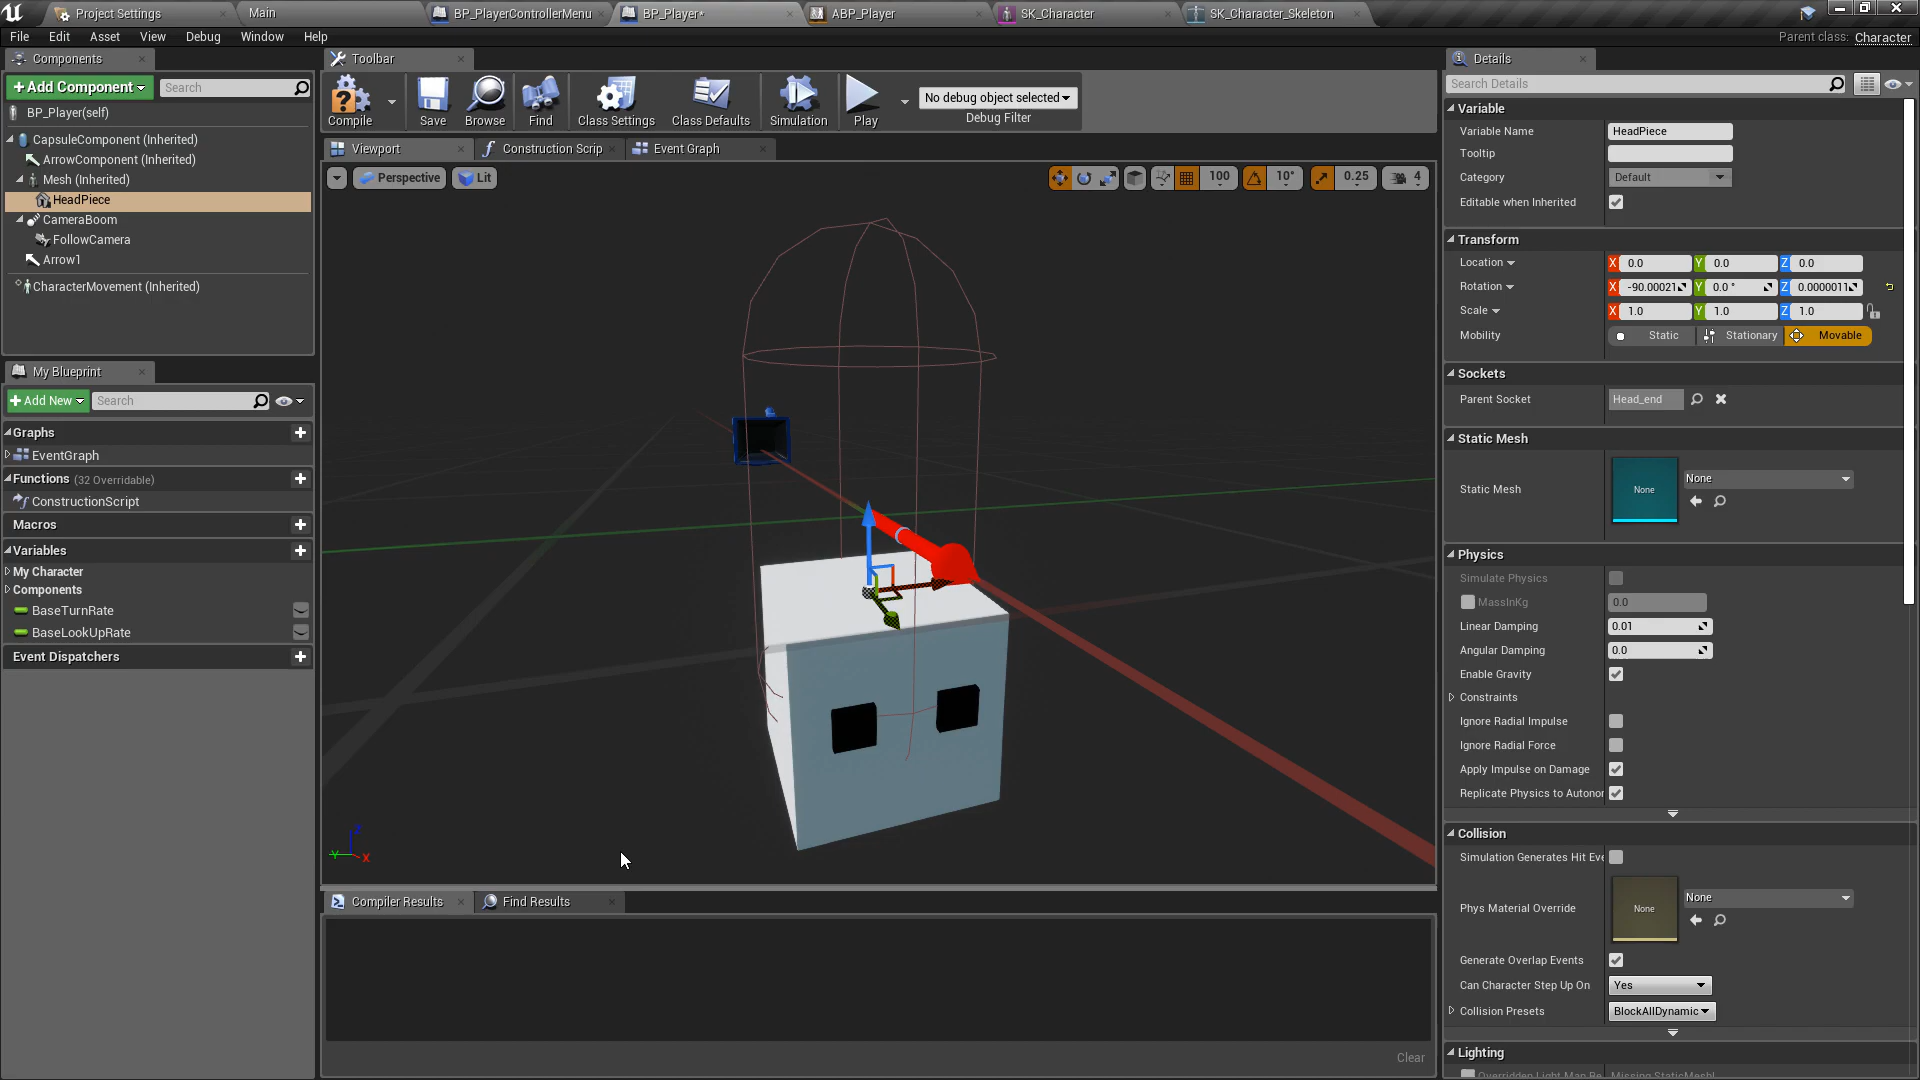 Project Settings
Main
BP_PlayerControllerMenu
BP_Player*
ABP_Player
SK_Character
SK_Character_Skeleton
File
Edit
Asset
View
Debug
Window
Help
Parent class: Character
Components
+Add Component
Search
BP_Player(self)
CapsuleComponent (Inherited)
ArrowComponent (Inherited)
Mesh (Inherited)
HeadPiece
CameraBoom
FollowCamera
Arrow1
CharacterMovement (Inherited)
My Blueprint
+Add New
Search
Graphs
EventGraph
Functions (32 Overridable)
ConstructionScript
Macros
Variables
My Character
Components
BaseTurnRate
BaseLookUpRate
Event Dispatchers
Toolbar
Compile
Save
Browse
Find
Class Settings
Class Defaults
Simulation
Play
No debug object selected
Debug Filter
Viewport
Construction Scrip
Event Graph
Perspective
Lit
100
10°
0.25
4
Z
Y
X
Compiler Results
Find Results
Clear
Details
Search Details
Variable
Variable Name
HeadPiece
Tooltip
Category
Default
Editable when Inherited
Transform
Location
X 0.0
Y 0.0
Z 0.0
Rotation
X -90.00021
Y 0.0 °
Z 0.0000011
Scale
X 1.0
Y 1.0
Z 1.0
Mobility
Static
Stationary
Movable
Sockets
Parent Socket
Head_end
Static Mesh
Static Mesh
None
None
Physics
Simulate Physics
MassInKg
0.0
Linear Damping
0.01
Angular Damping
0.0
Enable Gravity
Constraints
Ignore Radial Impulse
Ignore Radial Force
Apply Impulse on Damage
Replicate Physics to Autonor
Collision
Simulation Generates Hit Eve
Phys Material Override
None
None
Generate Overlap Events
Can Character Step Up On
Yes
Collision Presets
BlockAllDynamic
Lighting
Overridden Light Map Re
Missing StaticMesh!